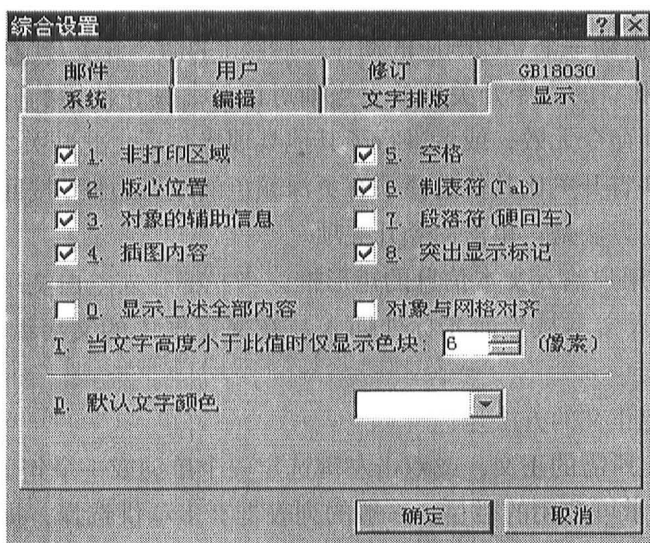 综合设置
邮件 用户 修订 GB18030
系统 编辑 文字排版 显示
1. 非打印区域 5. 空格
2. 版心位置 6. 制表符(Tab)
3. 对象的辅助信息 7. 段落符(硬回车)
4. 插图内容 8. 突出显示标记
0. 显示上述全部内容 对象与网格对齐
T. 当文字高度小于此值时仅显示色块: 6 (像素)
D. 默认文字颜色
确定 取消